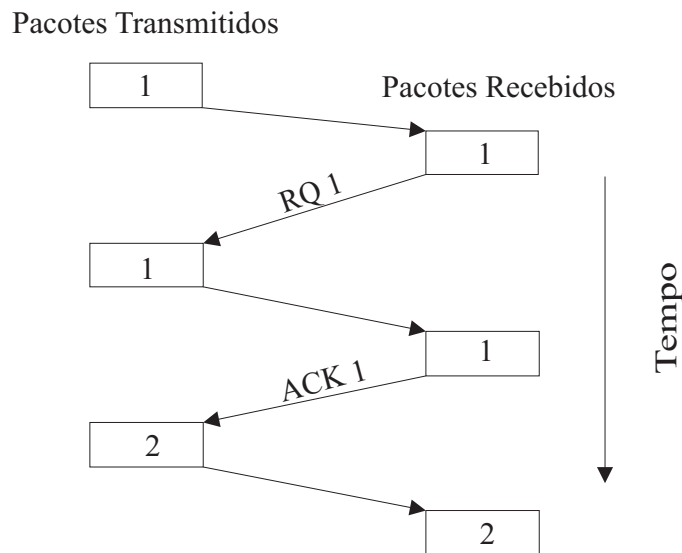 Pacotes Transmitidos
1
Pacotes Recebidos
1
RQ 1
1
1
ACK 1
2
2
Tempo